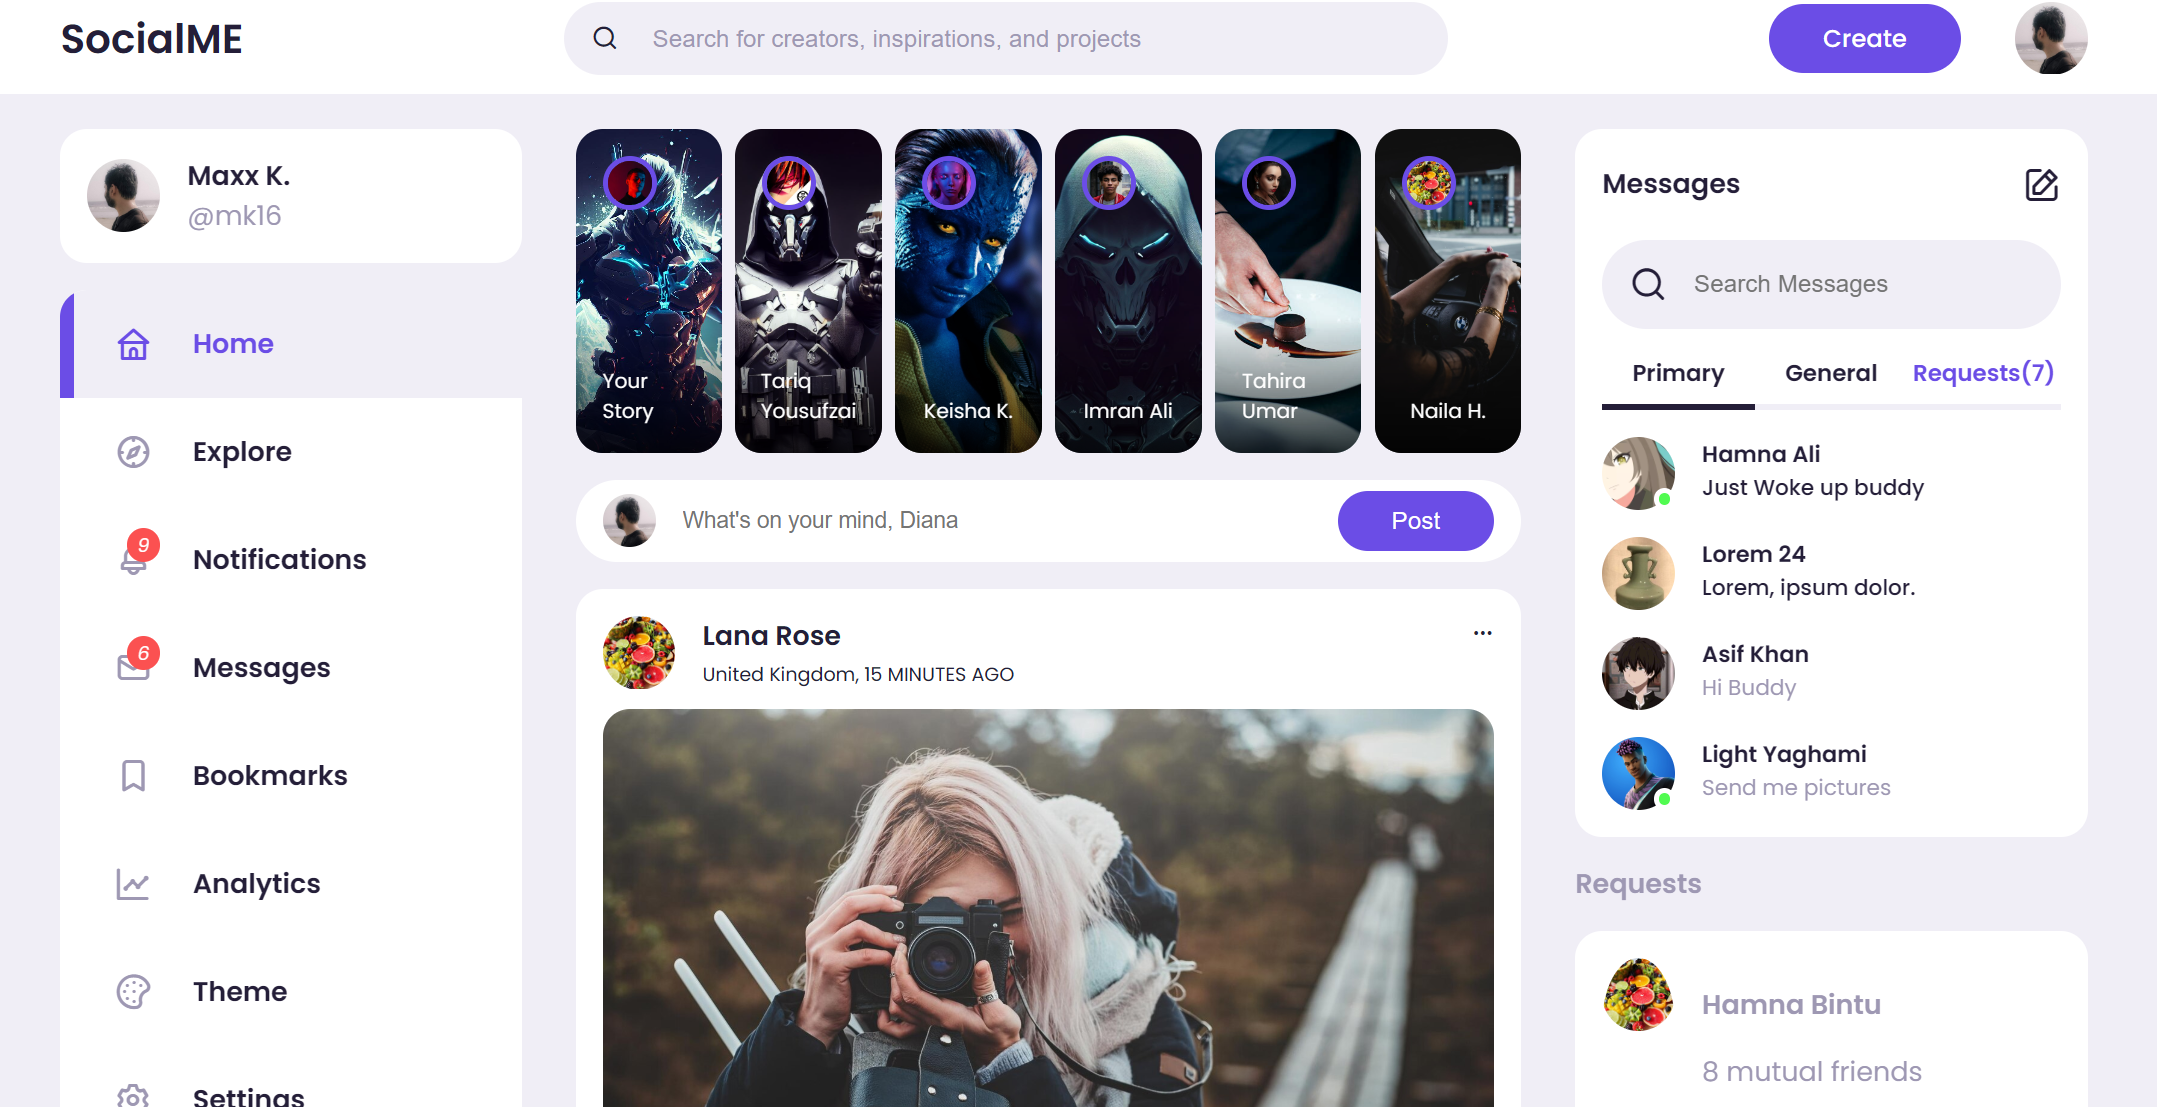 SocialME
Search for creators, inspirations, and projects
Create
Maxx K.
@mk16
Home
Explore
9
Notifications
6
Messages
Bookmarks
Analytics
Theme
Settings
Your
Story
Tariq
Yousufzai
Keisha K.
Imran Ali
Tahira
Umar
Naila H.
What's on your mind, Diana
Post
Lana Rose
United Kingdom, 15 MINUTES AGO
Messages
Search Messages
Primary
General
Requests(7)
Hamna Ali
Just Woke up buddy
Lorem 24
Lorem, ipsum dolor.
Asif Khan
Hi Buddy
Light Yaghami
Send me pictures
Requests
Hamna Bintu
8 mutual friends